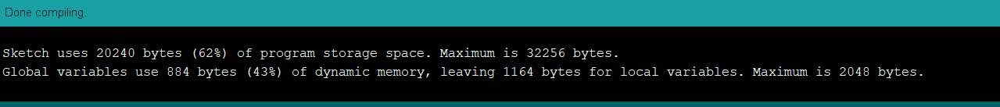 Done compiling.
Sketch uses 20240 bytes (62%) of program storage space. Maximum is 32256 bytes.
Global variables use 884 bytes (43%) of dynamic memory, leaving 1164 bytes for local variables. Maximum is 2048 bytes.